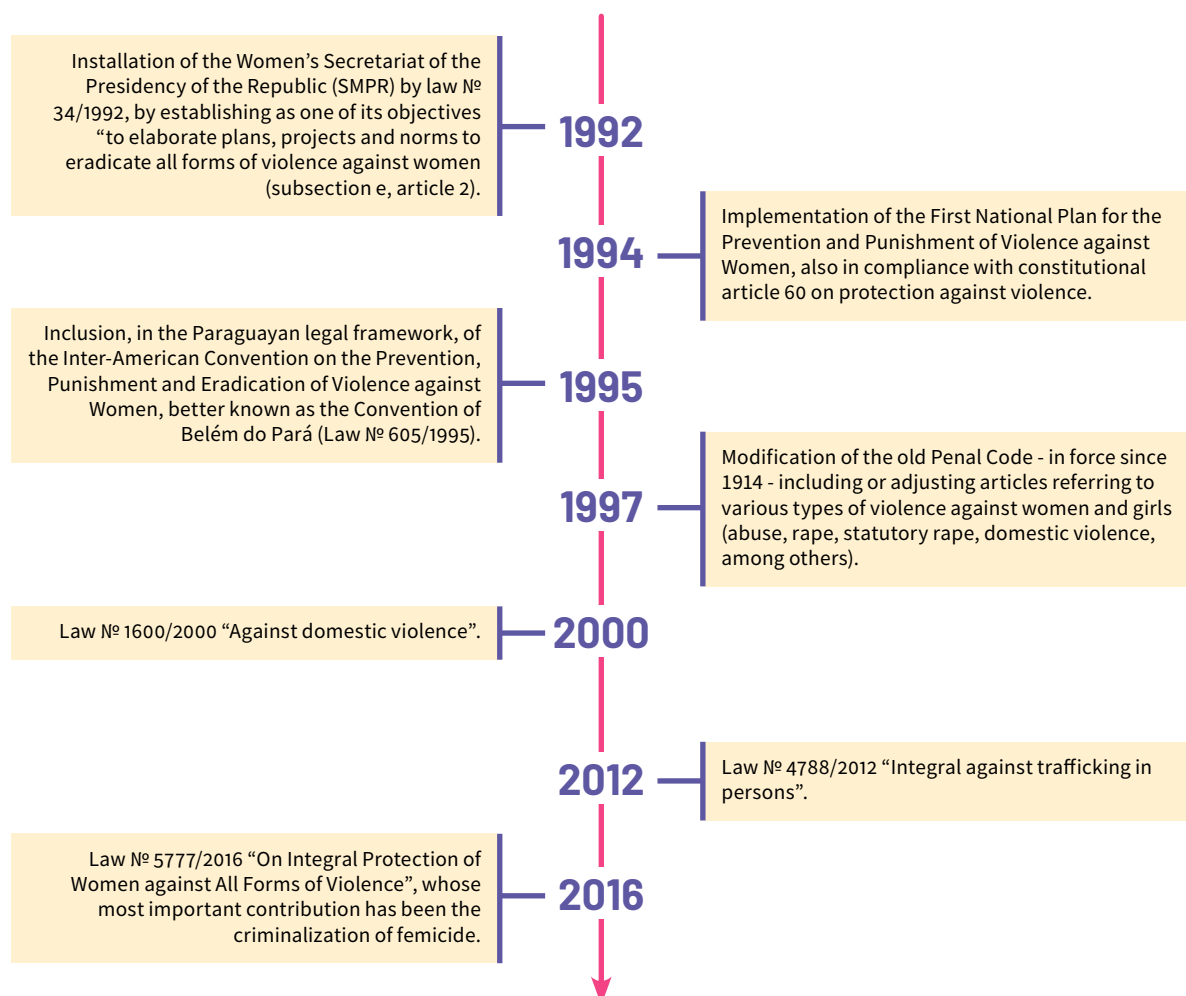 Installation of the Women’s Secretariat of the
Presidency of the Republic (SMPR) by law №
34/1992, by establishing as one of its objectives
“to elaborate plans, projects and norms to
eradicate all forms of violence against women
(subsection e, article 2).
1992
1994
Implementation of the First National Plan for the
Prevention and Punishment of Violence against
Women, also in compliance with constitutional
article 60 on protection against violence.
Inclusion, in the Paraguayan legal framework, of
the Inter-American Convention on the Prevention,
Punishment and Eradication of Violence against
Women, better known as the Convention of
Belém do Pará (Law № 605/1995).
1995
1997
Modification of the old Penal Code - in force since
1914 - including or adjusting articles referring to
various types of violence against women and girls
(abuse, rape, statutory rape, domestic violence,
among others).
Law № 1600/2000 “Against domestic violence”.
2000
2012
Law № 4788/2012 “Integral against trafficking in
persons”.
Law № 5777/2016 “On Integral Protection of
Women against All Forms of Violence”, whose
most important contribution has been the
criminalization of femicide.
2016